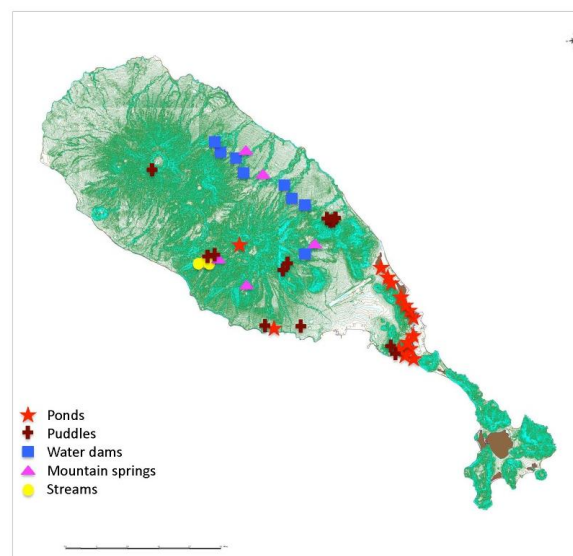 Ponds
Puddles
Water dams
Mountain springs
Streams